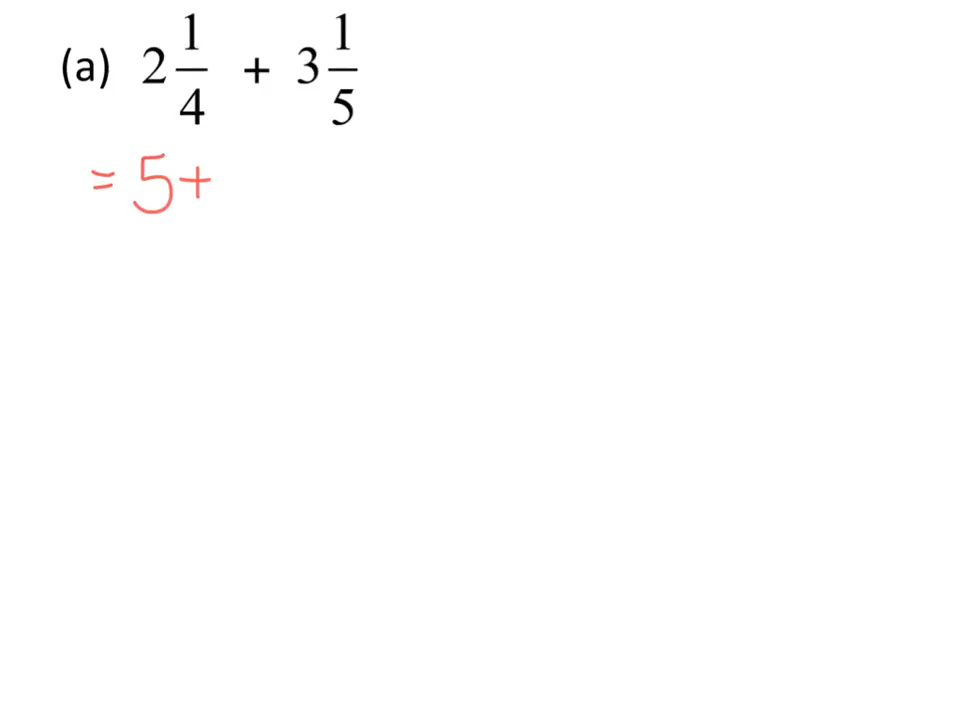 (a) 2 1/4 + 3 1/5
= 5 +